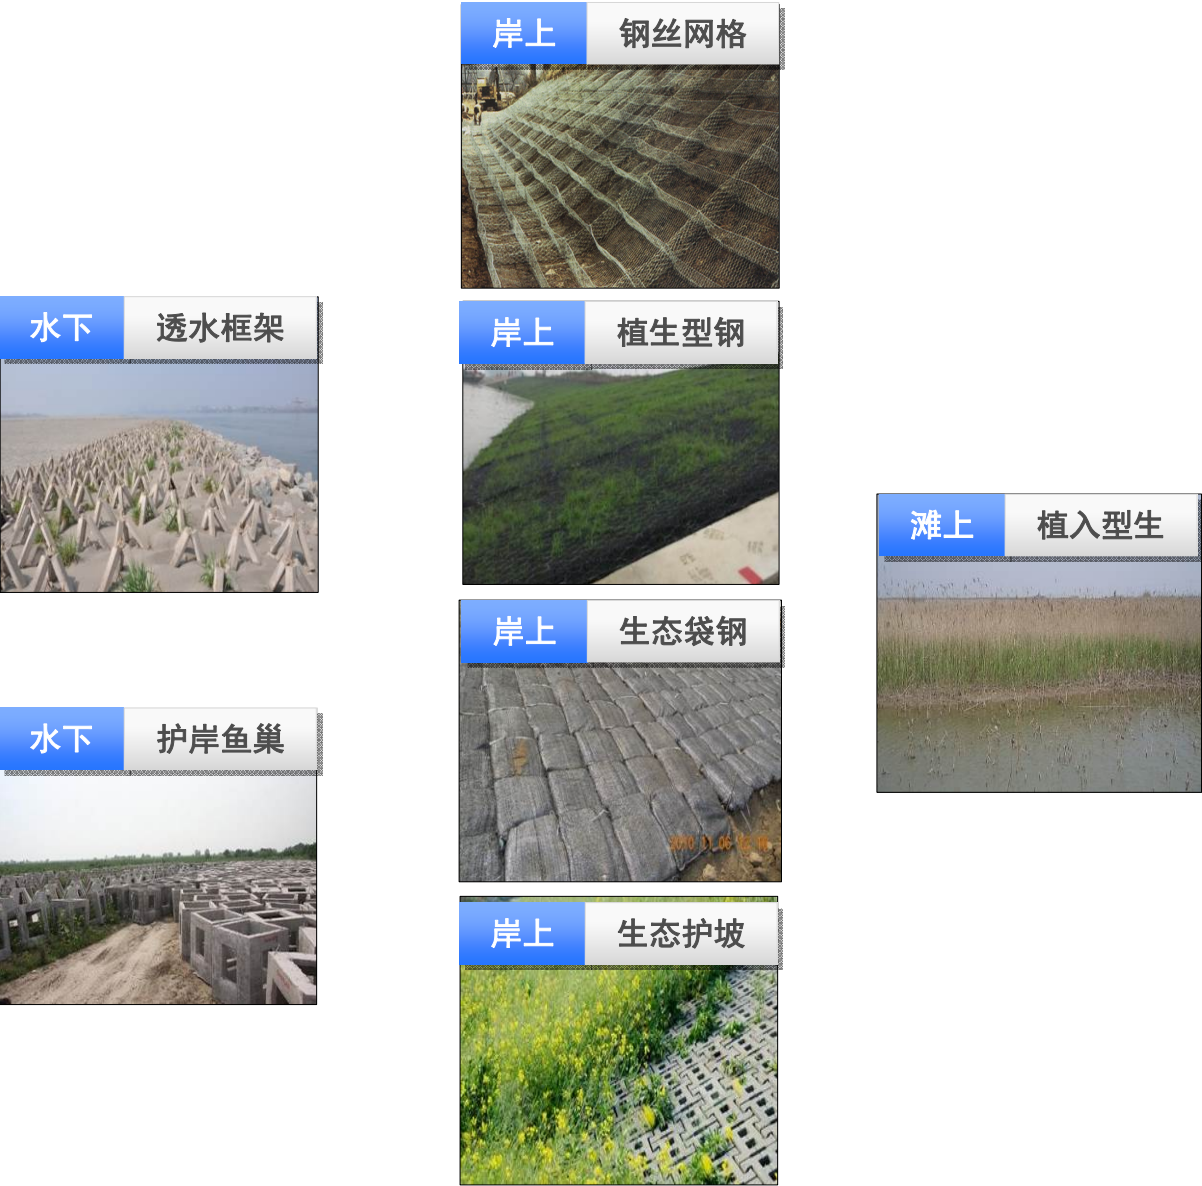 岸上 钢丝网格
水下 透水框架
岸上 植生型钢
滩上 植入型生
岸上 生态袋钢
水下 护岸鱼巢
岸上 生态护坡